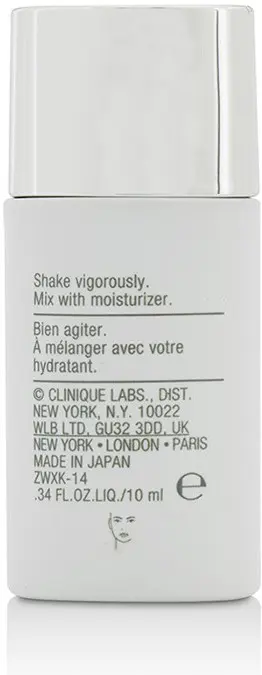 Shake vigorously.
Mix with moisturizer.
Bien agiter.
À mélanger avec votre
hydratant.
© CLINIQUE LABS., DIST.
NEW YORK, N.Y. 10022
WLB LTD, GU32 3DD, UK
NEW YORK • LONDON • PARIS
MADE IN JAPAN
ZWXK-14
.34 FL.OZ.LIQ./10 ml ℮